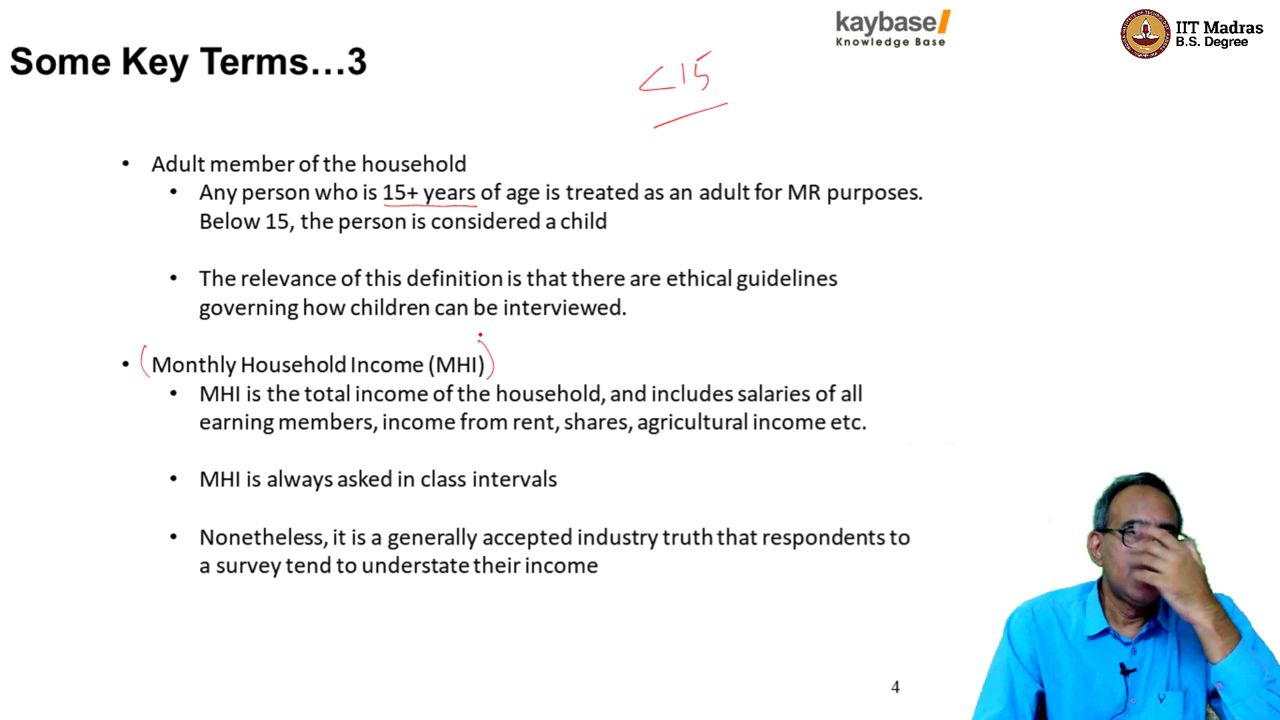 kaybase
Knowledge Base
IIT Madras
B.S. Degree
Some Key Terms...3
<15
• Adult member of the household
• Any person who is 15+ years of age is treated as an adult for MR purposes.
Below 15, the person is considered a child
• The relevance of this definition is that there are ethical guidelines
governing how children can be interviewed.
• (Monthly Household Income (MHI))
• MHI is the total income of the household, and includes salaries of all
earning members, income from rent, shares, agricultural income etc.
• MHI is always asked in class intervals
• Nonetheless, it is a generally accepted industry truth that respondents to
a survey tend to understate their income
4